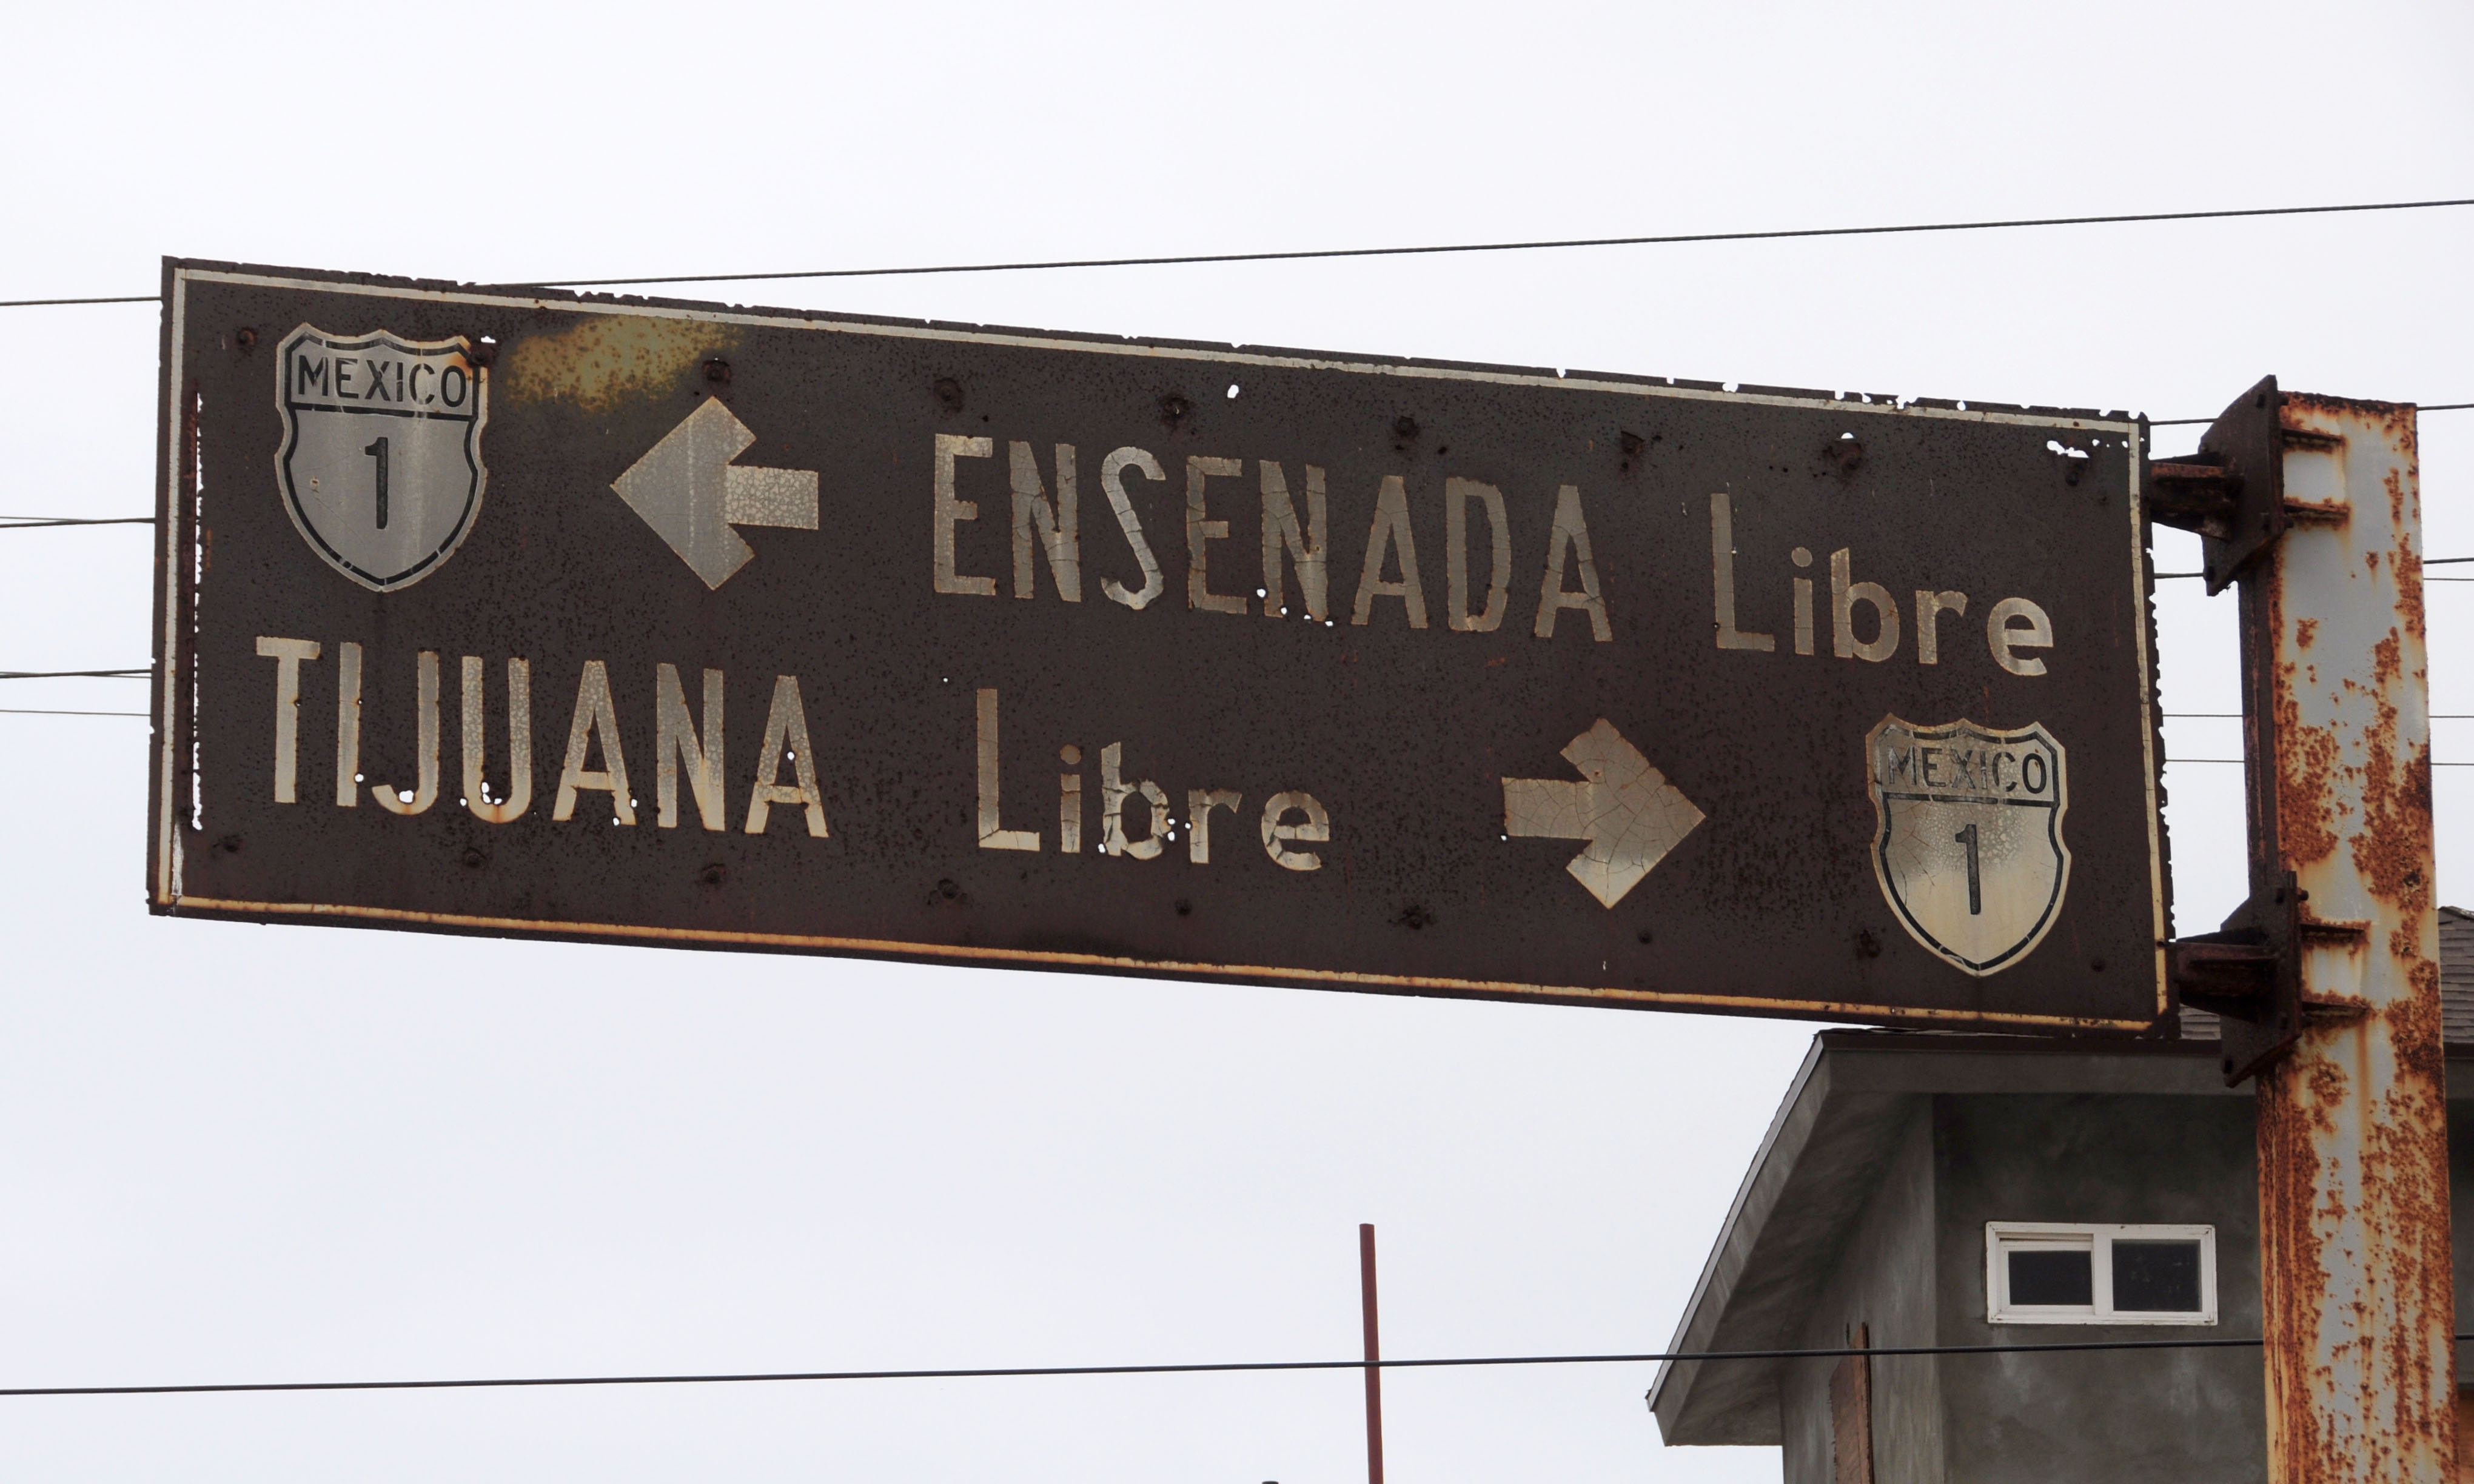 MEXICO
1
ENSENADA Libre
TIJUANA Libre
MEXICO
1